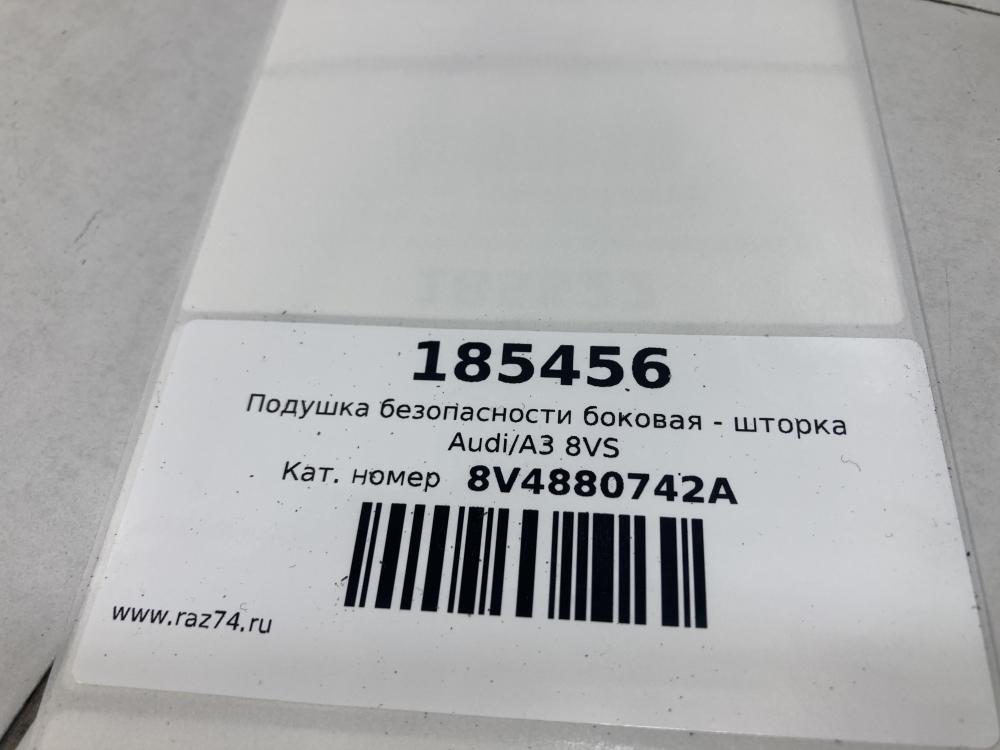 185456
Подушка безопасности боковая - шторка
Audi/A3 8VS
Кат. номер 8V4880742A
www.raz74.ru